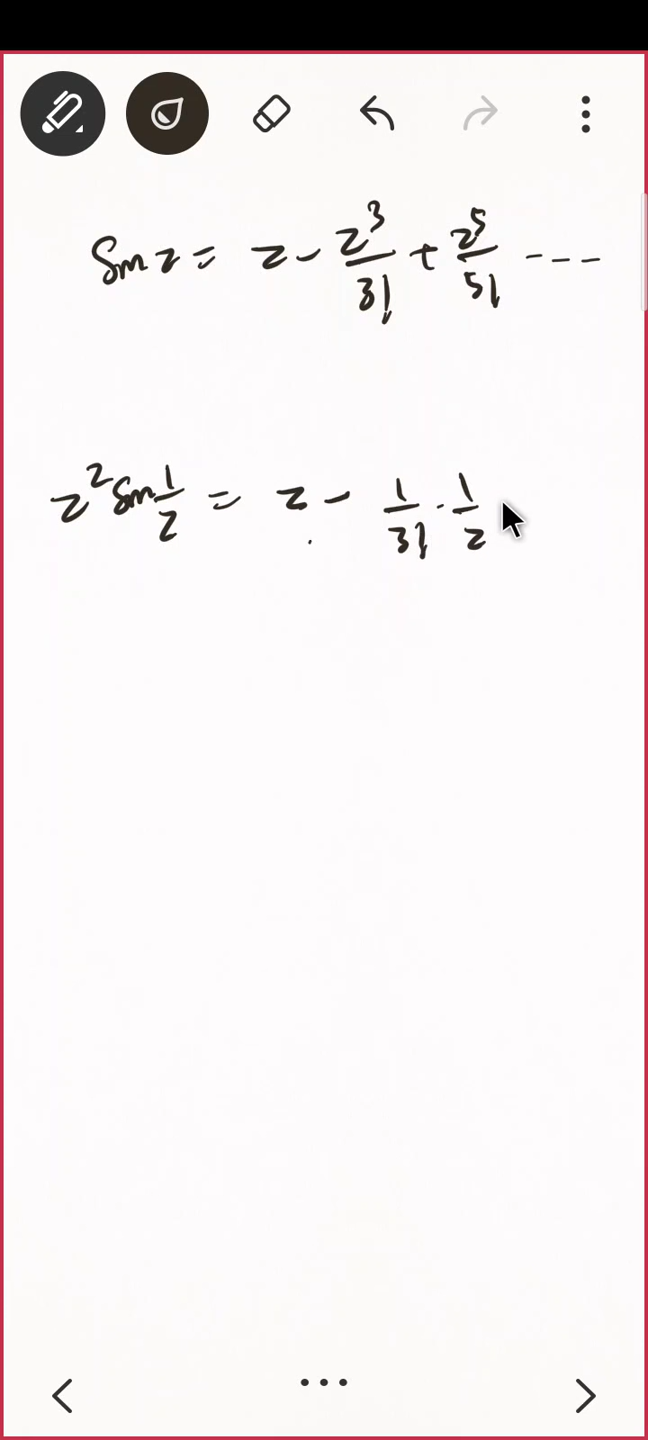 Sin z = z - z³/3! + z⁵/5! ----
z² Sin 1/z = z - 1/3! · 1/z